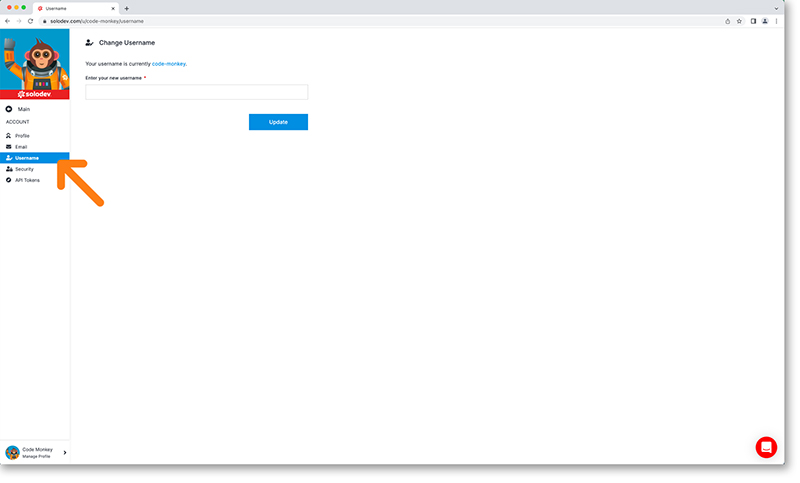 Username
solodev.com/u/code-monkey/username
solodev
Main
ACCOUNT
Profile
Email
Username
Security
API Tokens
Code Monkey
Manage Profile
Change Username
Your username is currently code-monkey.
Enter your new username *
Update